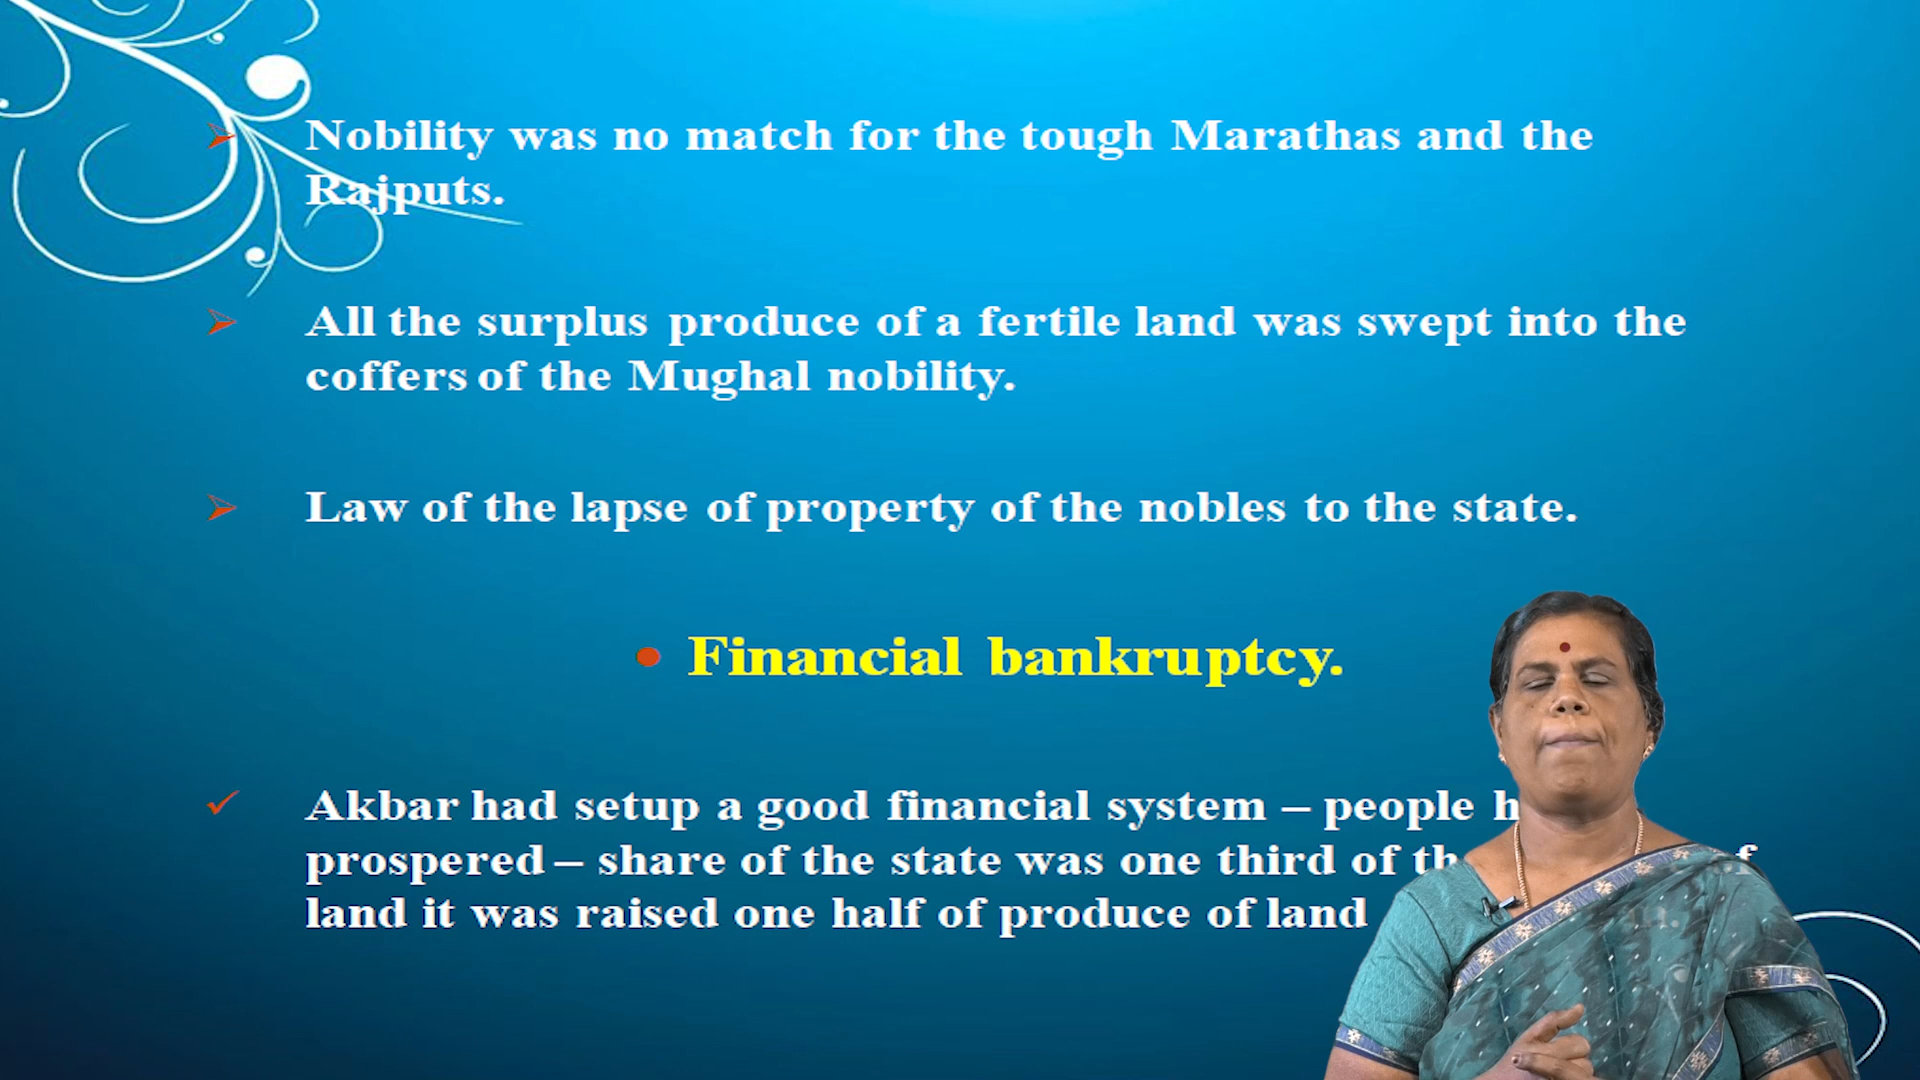 Nobility was no match for the tough Marathas and the
Rajputs.
All the surplus produce of a fertile land was swept into the
coffers of the Mughal nobility.
Law of the lapse of property of the nobles to the state.
• Financial bankruptcy.
Akbar had setup a good financial system – people
prospered – share of the state was one third of
land it was raised one half of produce of land